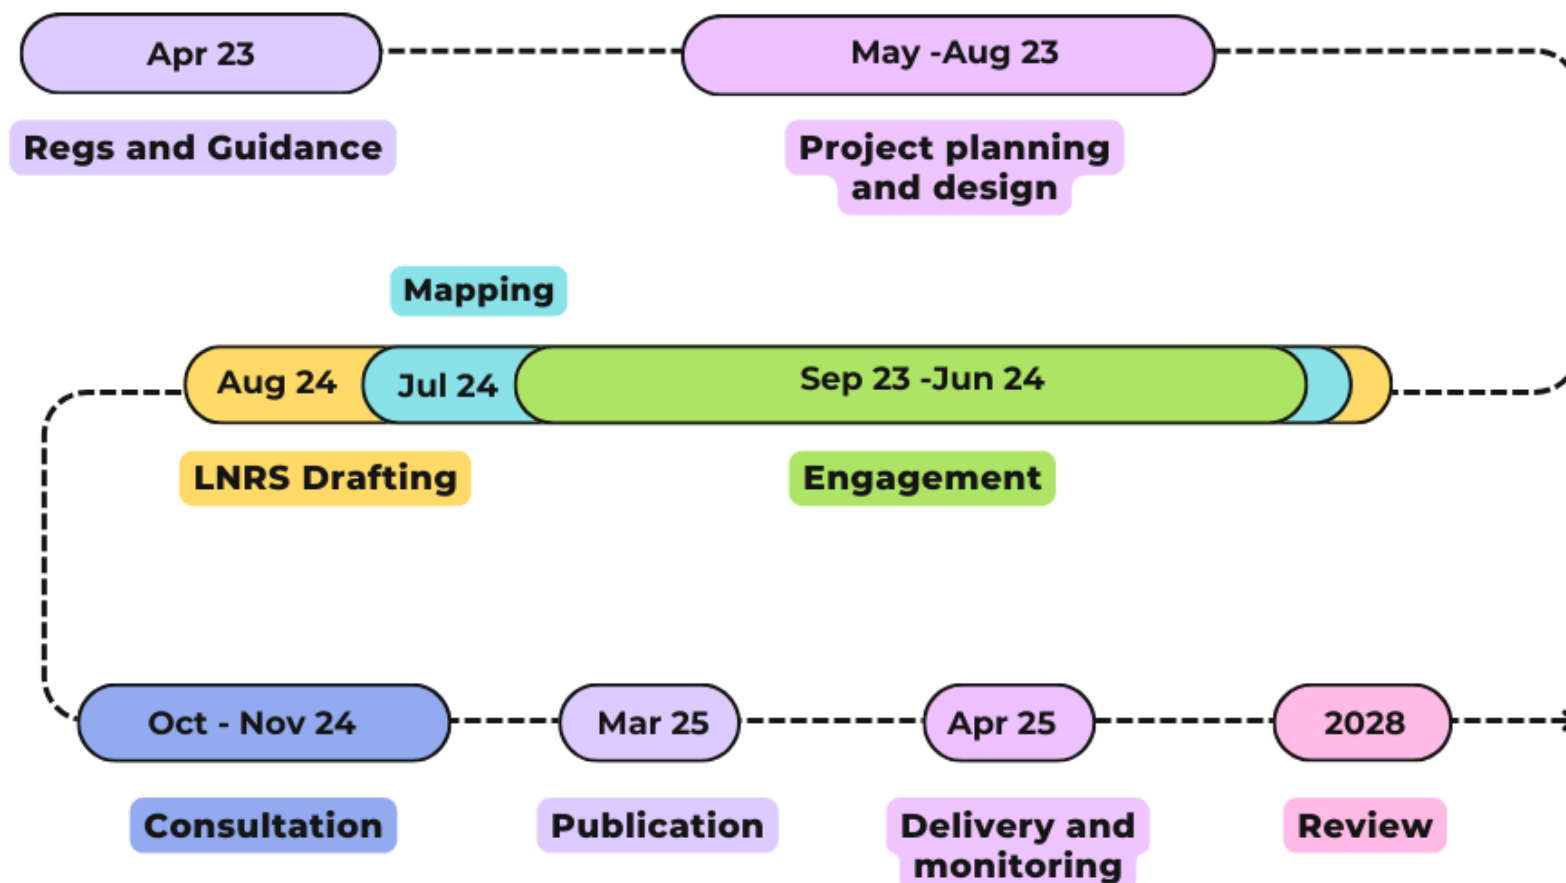 Apr 23
May -Aug 23
Regs and Guidance
Project planning
and design
Mapping
Aug 24
Jul 24
Sep 23 -Jun 24
LNRS Drafting
Engagement
Oct - Nov 24
Mar 25
Apr 25
2028
Consultation
Publication
Delivery and
monitoring
Review